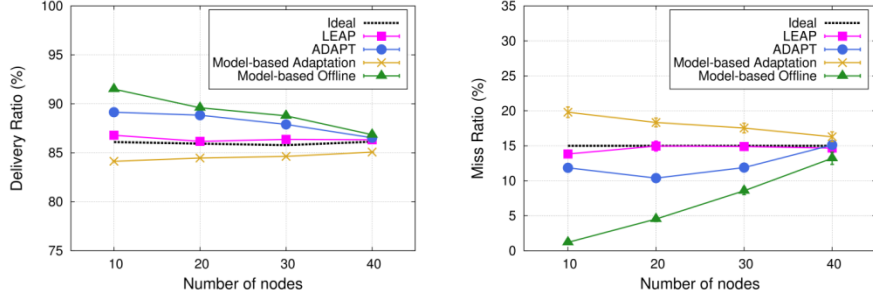 100
95
90
85
80
75
Delivery Ratio (%)
Ideal
LEAP
ADAPT
Model-based Adaptation
Model-based Offline
10 20 30 40
Number of nodes
35
30
25
20
15
10
5
0
Miss Ratio (%)
Ideal
LEAP
ADAPT
Model-based Adaptation
Model-based Offline
10 20 30 40
Number of nodes